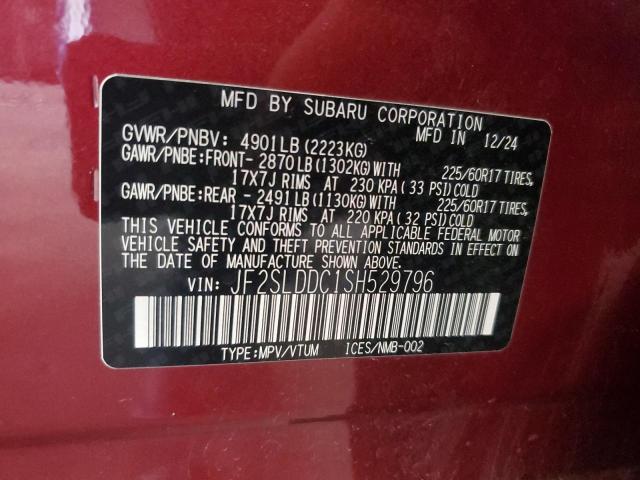 MFD BY SUBARU CORPORATION
GVWR/PNBV: 4901LB(2223KG) MFD IN 12/24
GAWR/PNBE:FRONT- 2870LB(1302KG)WITH 225/60R17 TIRES,
17X7J RIMS AT 230 KPA(33 PSI)COLD
GAWR/PNBE:REAR - 2491LB(1130KG)WITH 225/60R17 TIRES,
17X7J RIMS AT 220 KPA(32 PSI)COLD
THIS VEHICLE CONFORMS TO ALL APPLICABLE FEDERAL MOTOR
VEHICLE SAFETY AND THEFT PREVENTION STANDARDS IN EFFECT ON
THE DATE OF MANUFACTURE SHOWN ABOVE.
VIN: JF2SLDDC1SH529796
TYPE:MPV/VTUM ICES/NMB-002